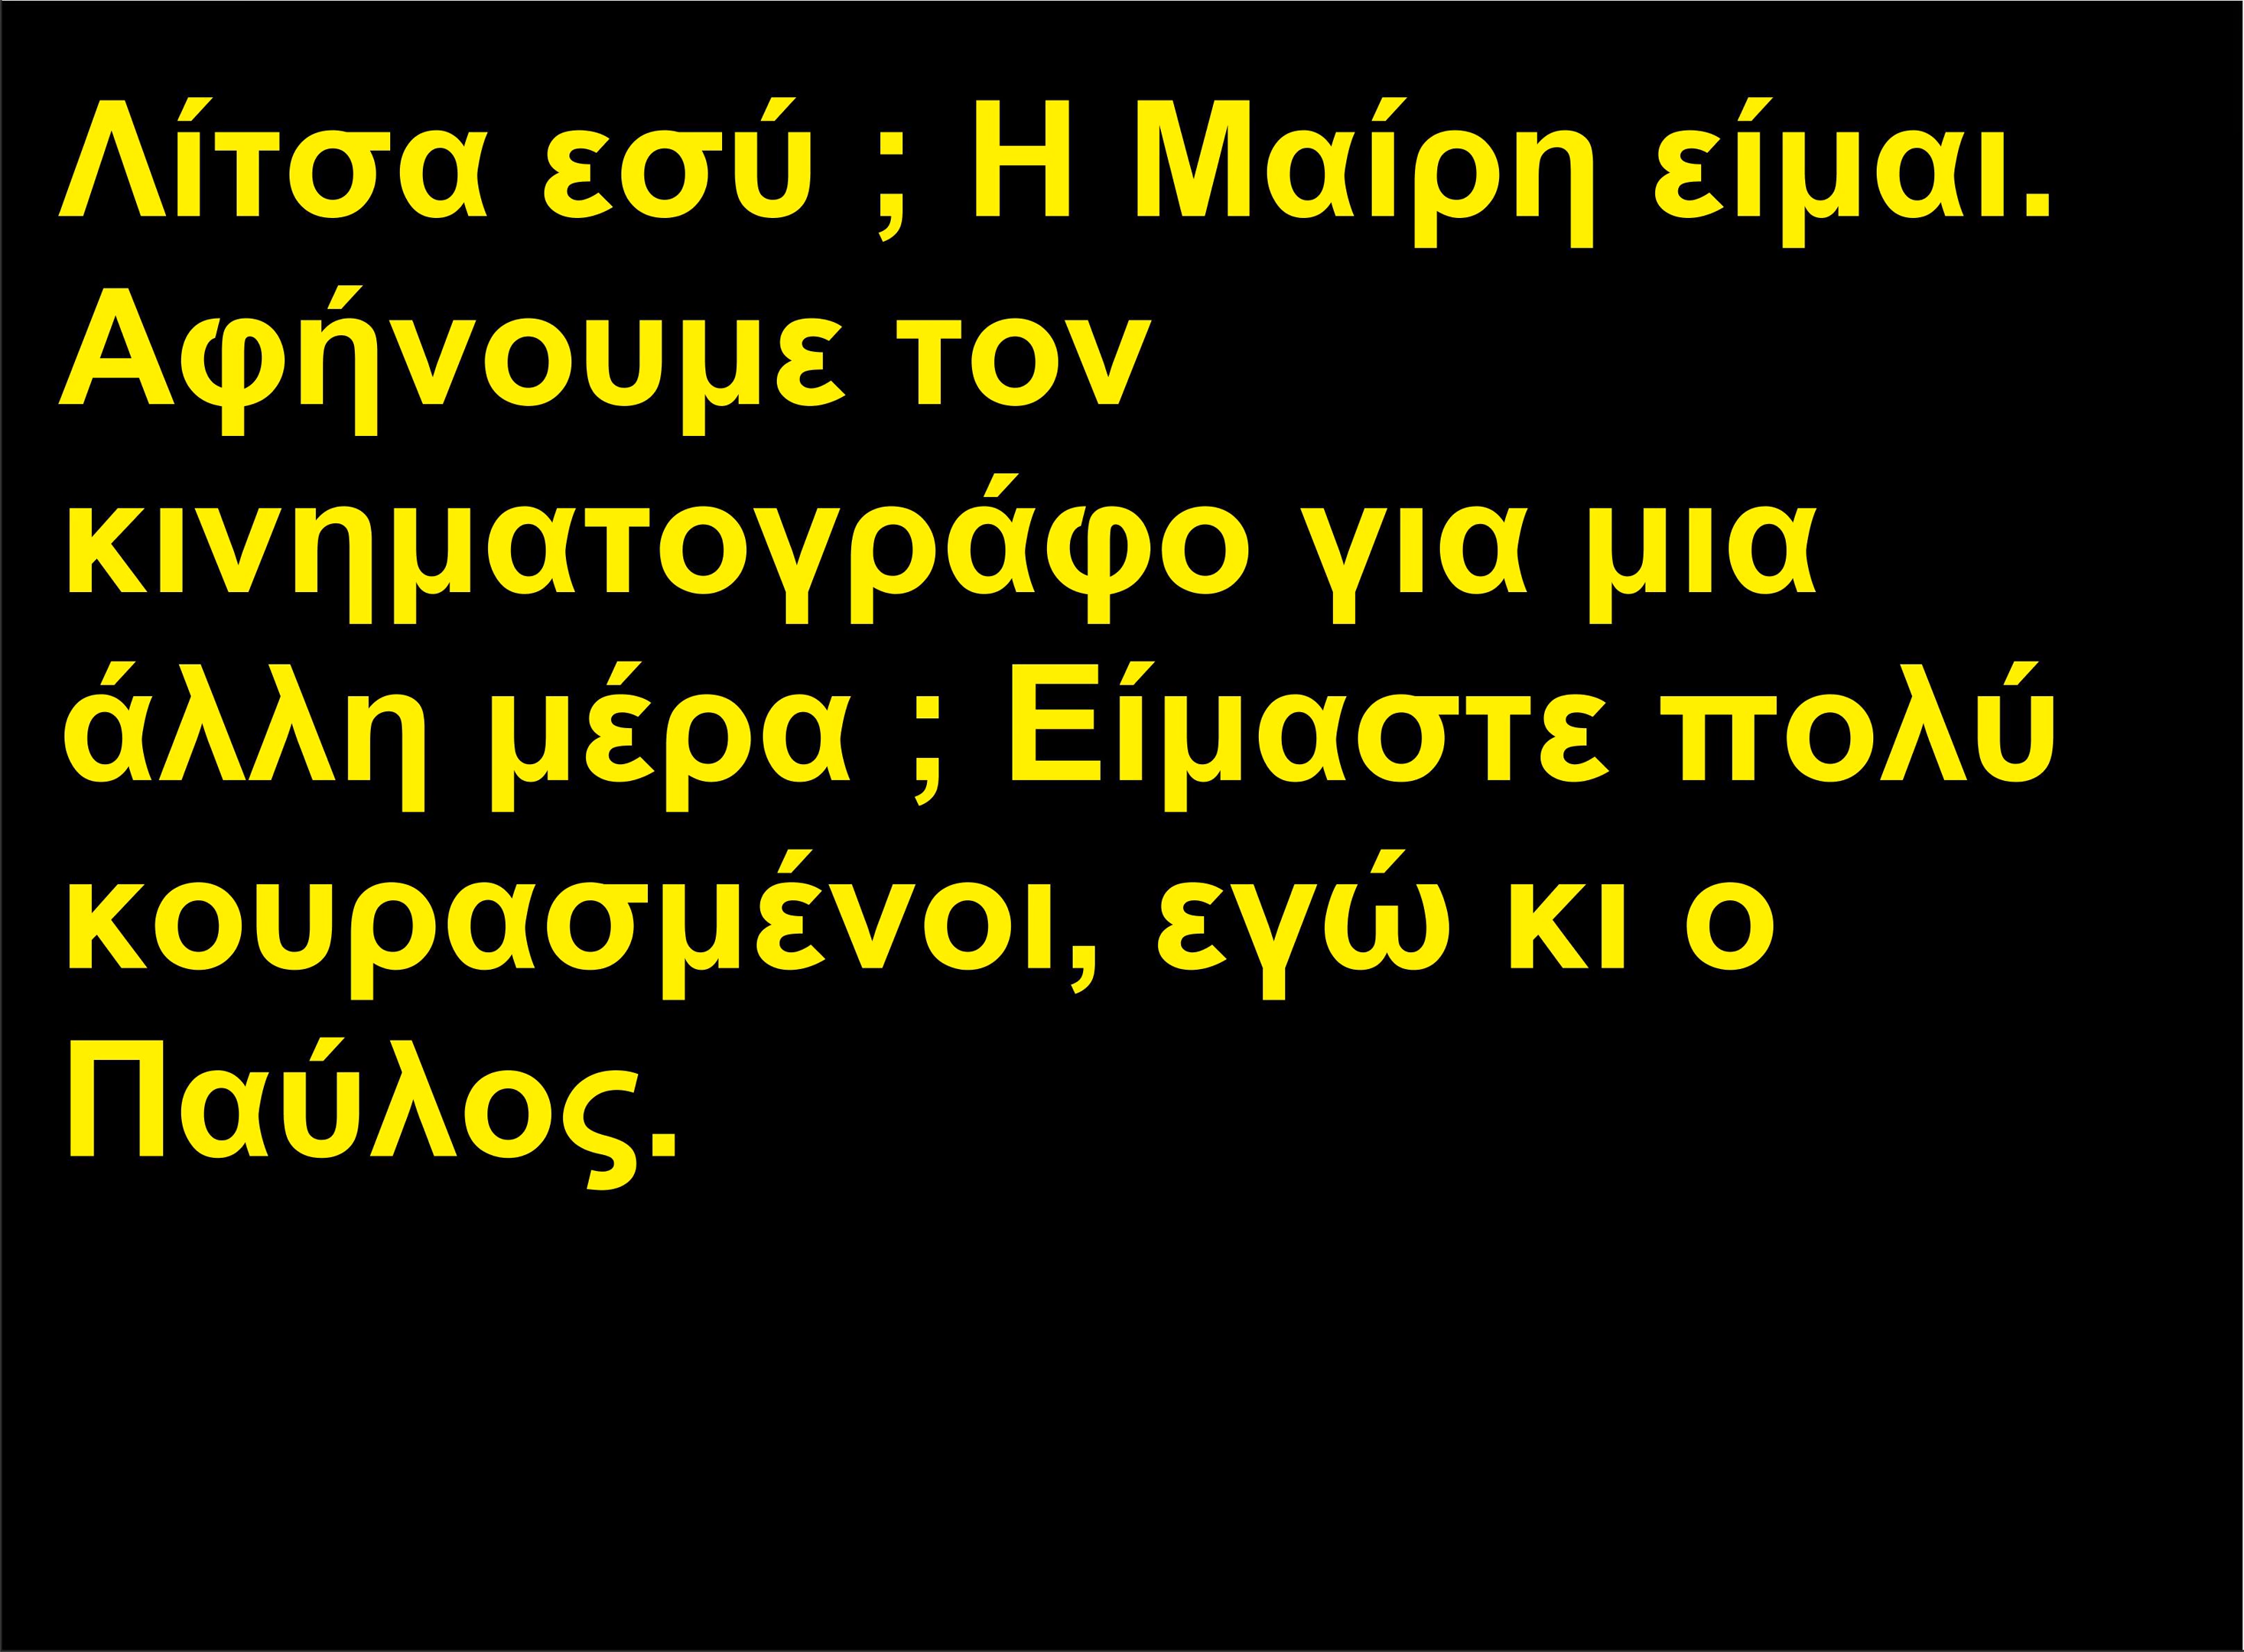 Λίτσα εσύ ; Η Μαίρη είμαι.
Αφήνουμε τον
κινηματογράφο για μια
άλλη μέρα ; Είμαστε πολύ
κουρασμένοι, εγώ κι ο
Παύλος.